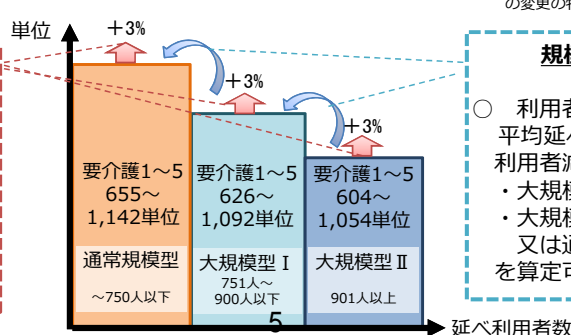 の変更の特
単位
+3%
+3%
+3%
要介護1~5
655~
1,142単位
通常規模型
~750人以下
要介護1~5
626~
1,092単位
大規模型Ⅰ
751人~
900人以下
要介護1~5
604~
1,054単位
大規模型Ⅱ
901人以上
5
延べ利用者数
規模
○ 利用者
平均延べ
利用者減
・大規模
・大規模
又は通
を算定可